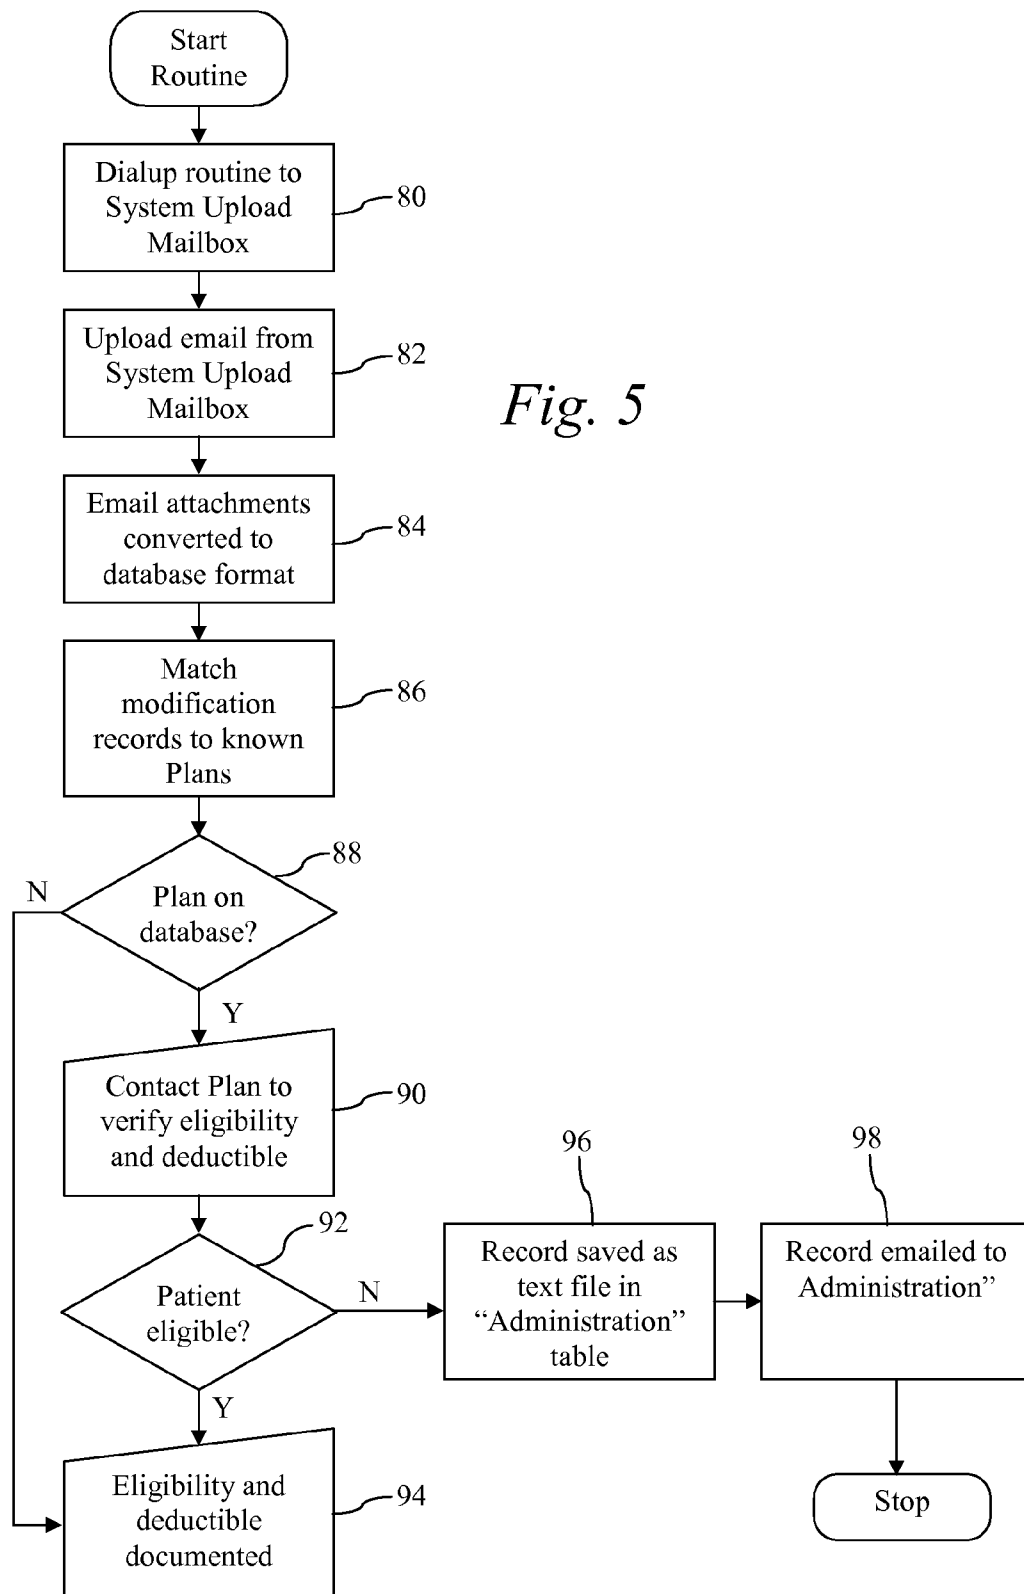 Start
Routine
Dialup routine to
System Upload
Mailbox
80
Upload email from
System Upload
Mailbox
82
Fig. 5
Email attachments
converted to
database format
84
Match
modification
records to known
Plans
86
88
N
Plan on
database?
Y
Contact Plan to
verify eligibility
and deductible
90
92
Patient
eligible?
N
Y
96
Record saved as
text file in
“Administration”
table
98
Record emailed to
Administration”
Stop
Eligibility and
deductible
documented
94